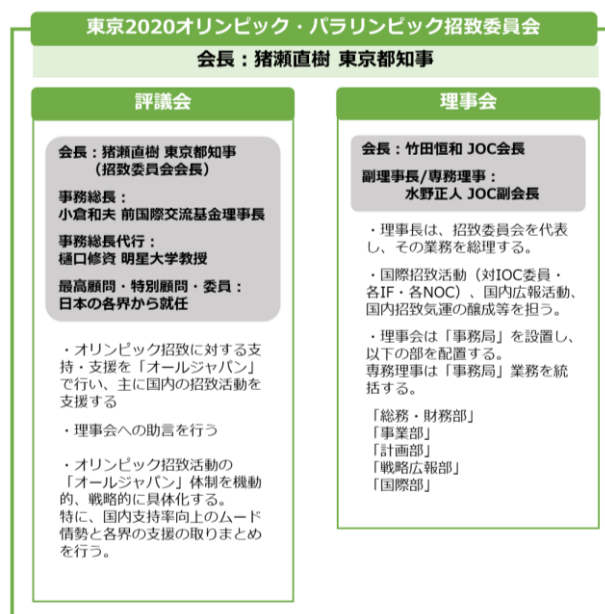 東京2020オリンピック・パラリンピック招致委員会
会長：猪瀬直樹 東京都知事
評議会
会長：猪瀬直樹 東京都知事
（招致委員会会長）
事務総長：
小倉和夫 前国際交流基金理事長
事務総長代行：
樋口修資 明星大学教授
最高顧問・特別顧問・委員：
日本の各界から就任
・オリンピック招致に対する支
持・支援を「オールジャパン」
で行い、主に国内の招致活動を
支援する
・理事会への助言を行う
・オリンピック招致活動の
「オールジャパン」体制を機動
的、戦略的に具体化する。
特に、国内支持率向上のムード
情勢と各界の支援の取りまとめ
を行う。
理事会
会長：竹田恒和 JOC会長
副理事長/専務理事：
水野正人 JOC副会長
・理事長は、招致委員会を代表
し、その業務を総理する。
・国際招致活動（対IOC委員・
各IF・各NOC）、国内広報活動、
国内招致気運の醸成等を担う。
・理事会は「事務局」を設置し、
以下の部を配置する。
専務理事は「事務局」業務を統
括する。
「総務・財務部」
「事業部」
「計画部」
「戦略広報部」
「国際部」